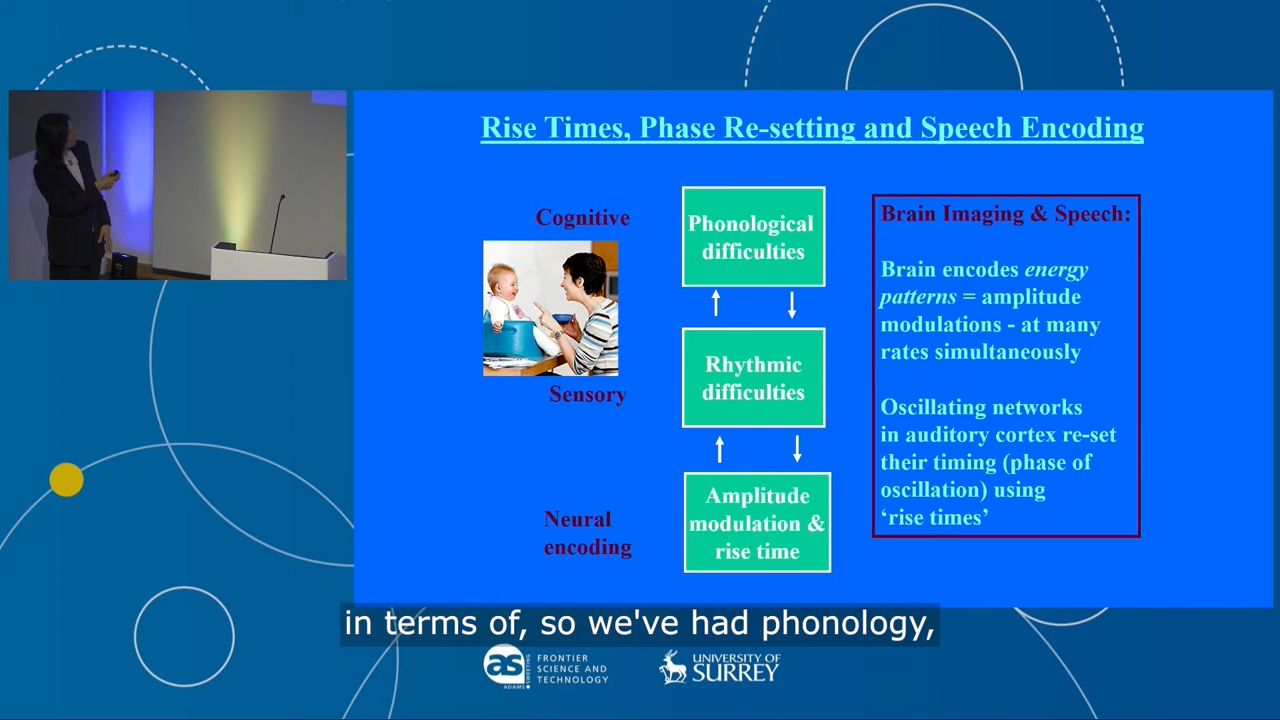 Rise Times, Phase Re-setting and Speech Encoding
Cognitive
Sensory
Neural
encoding
Phonological
difficulties
Rhythmic
difficulties
Amplitude
modulation &
rise time
Brain Imaging & Speech:
Brain encodes energy
patterns = amplitude
modulations - at many
rates simultaneously
Oscillating networks
in auditory cortex re-set
their timing (phase of
oscillation) using
‘rise times’
in terms of, so we've had phonology,
as
ADAMS
SWEETING
FRONTIER
SCIENCE AND
TECHNOLOGY
UNIVERSITY OF
SURREY